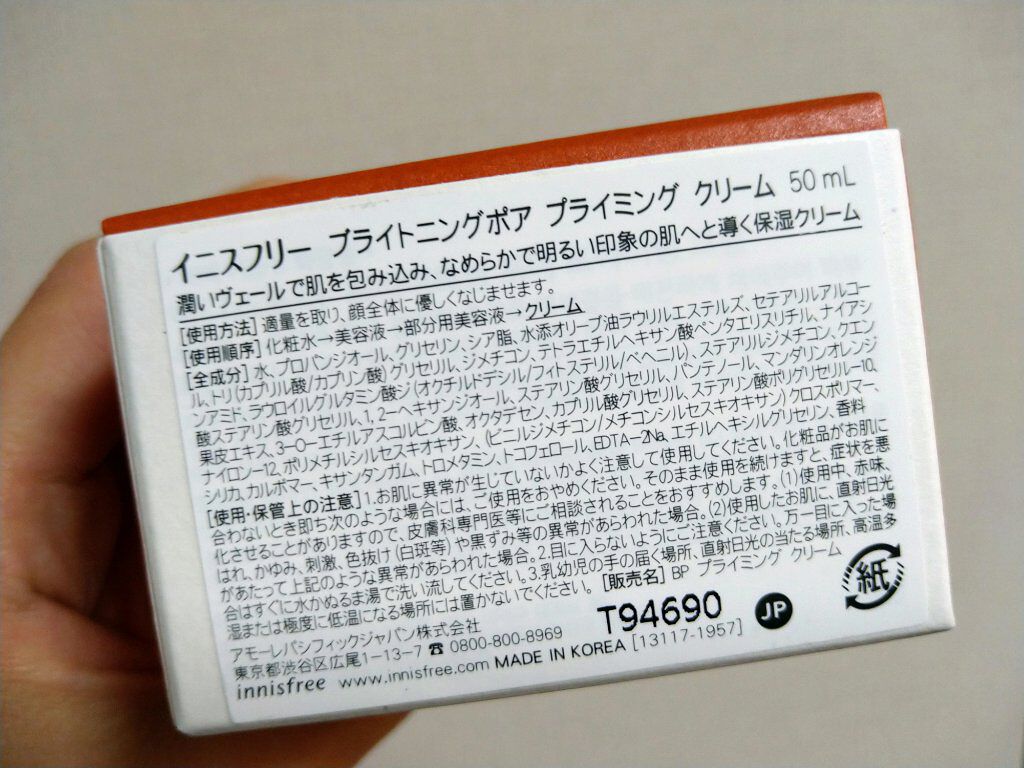 イニスフリー ブライトニングポア プライミング クリーム 50 mL
潤いヴェールで肌を包み込み、なめらかで明るい印象の肌へと導く保湿クリーム
[使用方法] 適量を取り、顔全体に優しくなじませます。
[使用順序] 化粧水→美容液→部分用美容液→クリーム
[全成分] 水、プロパンジオール、グリセリン、シア脂、水添オリーブ油ラウリルエステルズ、セテアリルアルコー
ル、トリ(カプリル酸/カプリン酸) グリセリル、ジメチコン、テトラエチルヘキサン酸ペンタエリスリチル、ナイアシ
ンアミド、ラウロイルグルタミン酸ジ (オクチルドデシル/フィトステリル/ベヘニル)、ステアリルジメチコン、クエン
酸ステアリン酸グリセリル、1, 2-ヘキサンジオール、ステアリン酸グリセリル、パンテノール、マンダリンオレンジ
果皮エキス、3-O-エチルアスコルビン酸、オクタデセン、カプリル酸グリセリル、ステアリン酸ポリグリセリル-10、
ナイロン-12、ポリメチルシルセスキオキサン、(ビニルジメチコン/メチコンシルセスキオキサン) クロスポリマー、
シリカ、カルボマー、キサンタンガム、トロメタミン、トコフェロール、EDTA-2Na、エチルヘキシルグリセリン、香料
[使用・保管上の注意] 1.お肌に異常が生じていないかよく注意して使用してください。化粧品がお肌に
合わないとき即ち次のような場合には、ご使用をおやめください。そのまま使用を続けますと、症状を悪
化させることがありますので、皮膚科専門医等にご相談されることをおすすめします。(1)使用中、赤味、
はれ、かゆみ、刺激、色抜け (白斑等) や黒ずみ等の異常があらわれた場合。(2)使用したお肌に、直射日光
があたって上記のような異常があらわれた場合。2.目に入らないようにご注意ください。万一目に入った場
合はすぐに水かぬるま湯で洗い流してください。3.乳幼児の手の届く場所、直射日光の当たる場所、高温多
湿または極度に低温になる場所には置かないでください。 [販売名] BP プライミング クリーム
アモーレパシフィックジャパン株式会社
東京都渋谷区広尾1-13-7 ☎ 0800-800-8969
T94690 JP 紙
innisfree www.innisfree.com MADE IN KOREA [13117-1957]